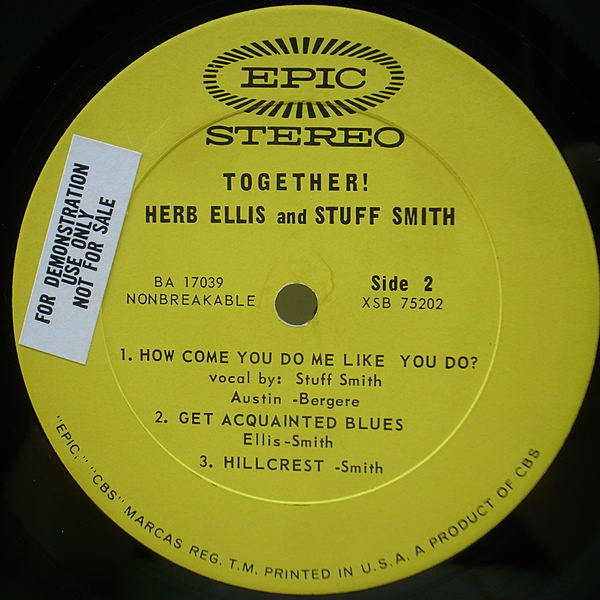 EPIC
STEREO
TOGETHER!
HERB ELLIS and STUFF SMITH
FOR DEMONSTRATION
USE ONLY
NOT FOR SALE
BA 17039
NONBREAKABLE
Side 2
XSB 75202
1. HOW COME YOU DO ME LIKE YOU DO?
vocal by: Stuff Smith
Austin -Bergere
2. GET ACQUAINTED BLUES
Ellis-Smith
3. HILLCREST -Smith
"EPIC," "CBS" MARCAS REG. T.M. PRINTED IN U.S.A. A PRODUCT OF CBS